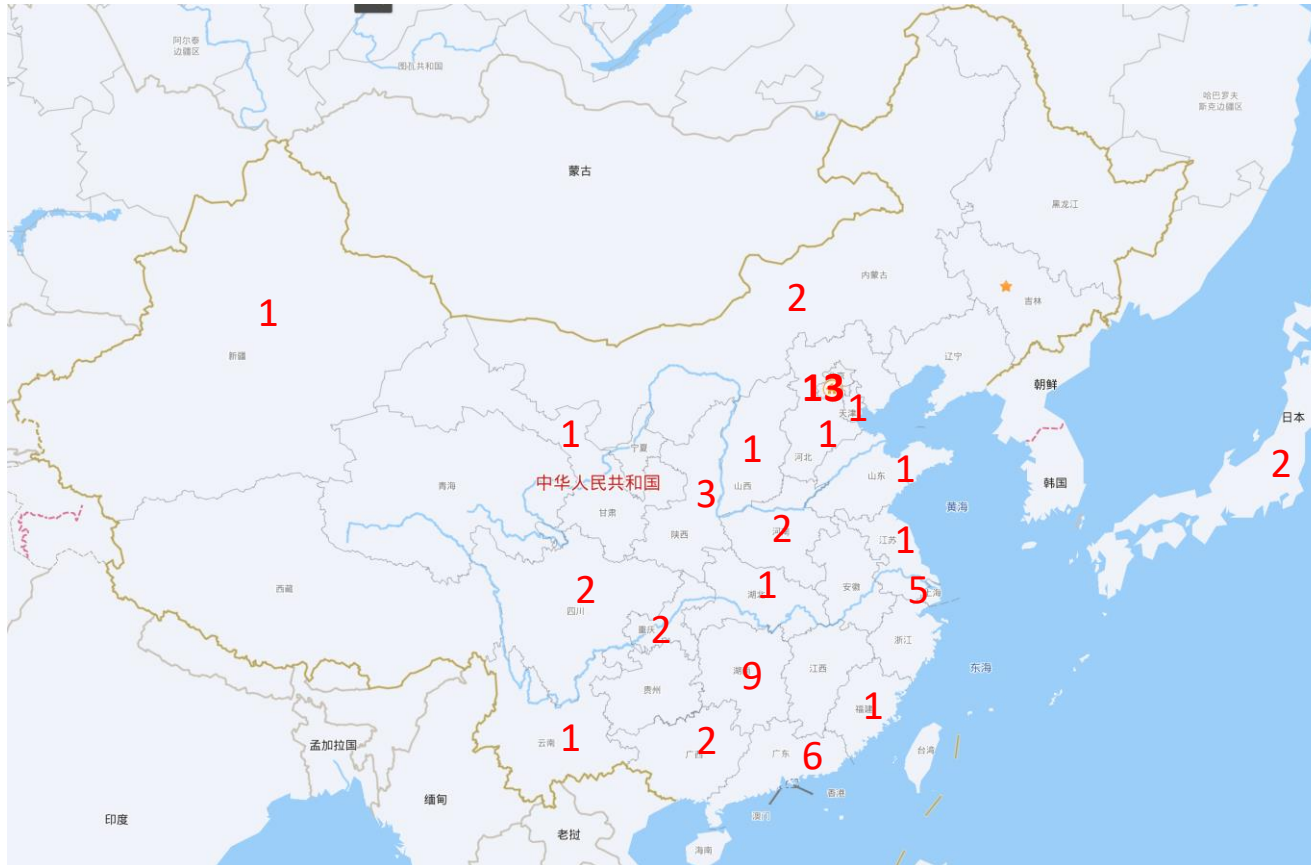 阿尔泰
边疆区
图瓦共和国
哈巴罗夫
斯克边疆区
蒙古
黑龙江
内蒙古
2
1
吉林
新疆
辽宁
朝鲜
13
1
天津
日本
1
1
宁夏
1
河北
1
2
山东
中华人民共和国
青海
3
山西
韩国
黄海
甘肃
2
陕西
江苏
1
西藏
2
四川
1
安徽
5
上海
重庆
2
浙江
9
江西
东海
贵州
1
福建
云南
1
广西
2
广东
6
台湾
孟加拉国
缅甸
香港
澳门
印度
老挝
海南